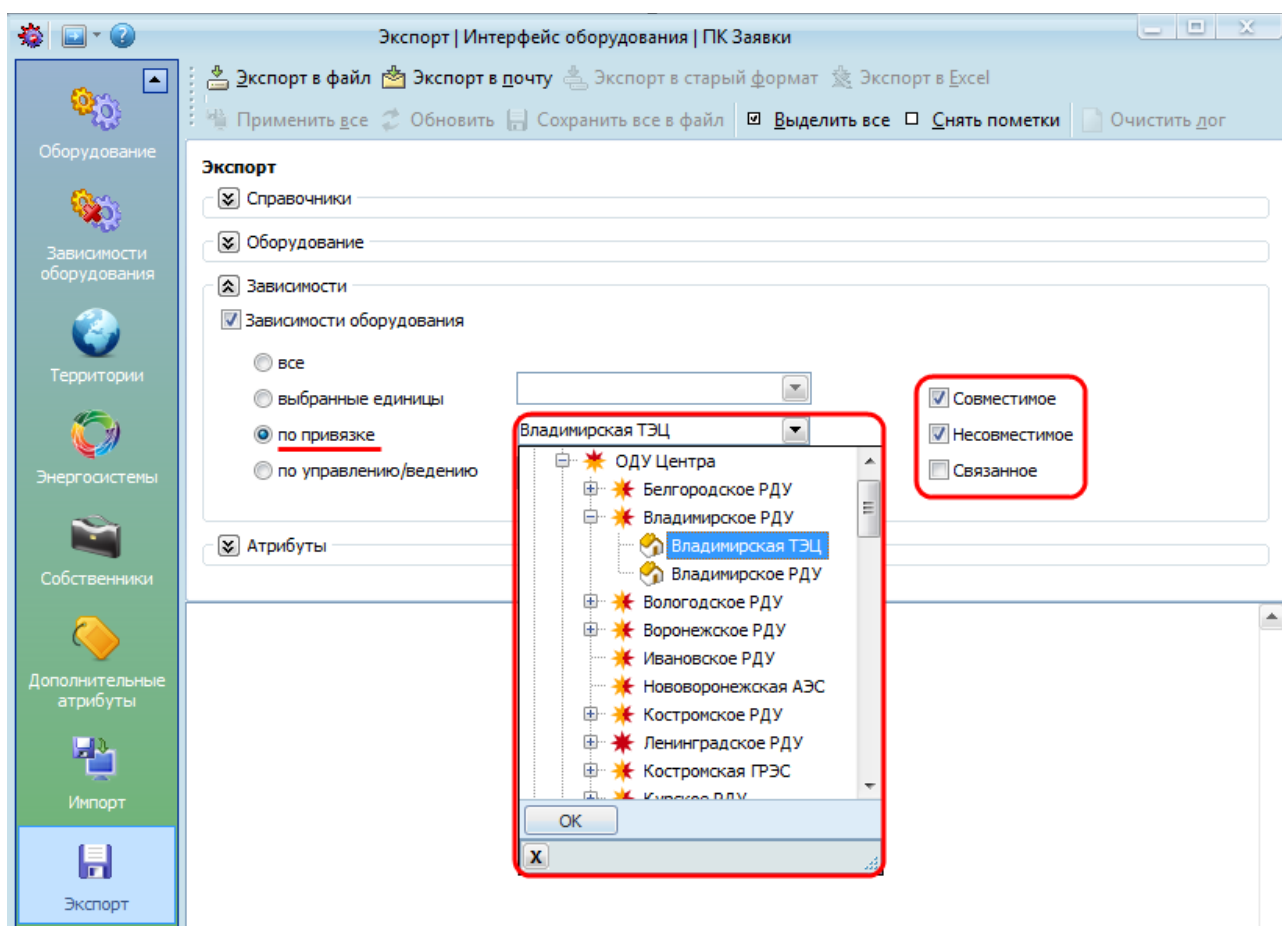 Экспорт | Интерфейс оборудования | ПК Заявки
Экспорт в файл Экспорт в почту Экспорт в старый формат Экспорт в Excel
Применить все Обновить Сохранить все в файл Выделить все Снять пометки Очистить лог
Оборудование
Зависимости
оборудования
Территории
Энергосистемы
Собственники
Дополнительные
атрибуты
Импорт
Экспорт
Экспорт
Справочники
Оборудование
Зависимости
Зависимости оборудования
все
выбранные единицы
по привязке
по управлению/ведению
Владимирская ТЭЦ
ОДУ Центра
Белгородское РДУ
Владимирское РДУ
Владимирская ТЭЦ
Владимирское РДУ
Вологодское РДУ
Воронежское РДУ
Ивановское РДУ
Нововоронежская АЭС
Костромское РДУ
Ленинградское РДУ
Костромская ГРЭС
Курское РДУ
OK
X
Совместимое
Несовместимое
Связанное
Атрибуты